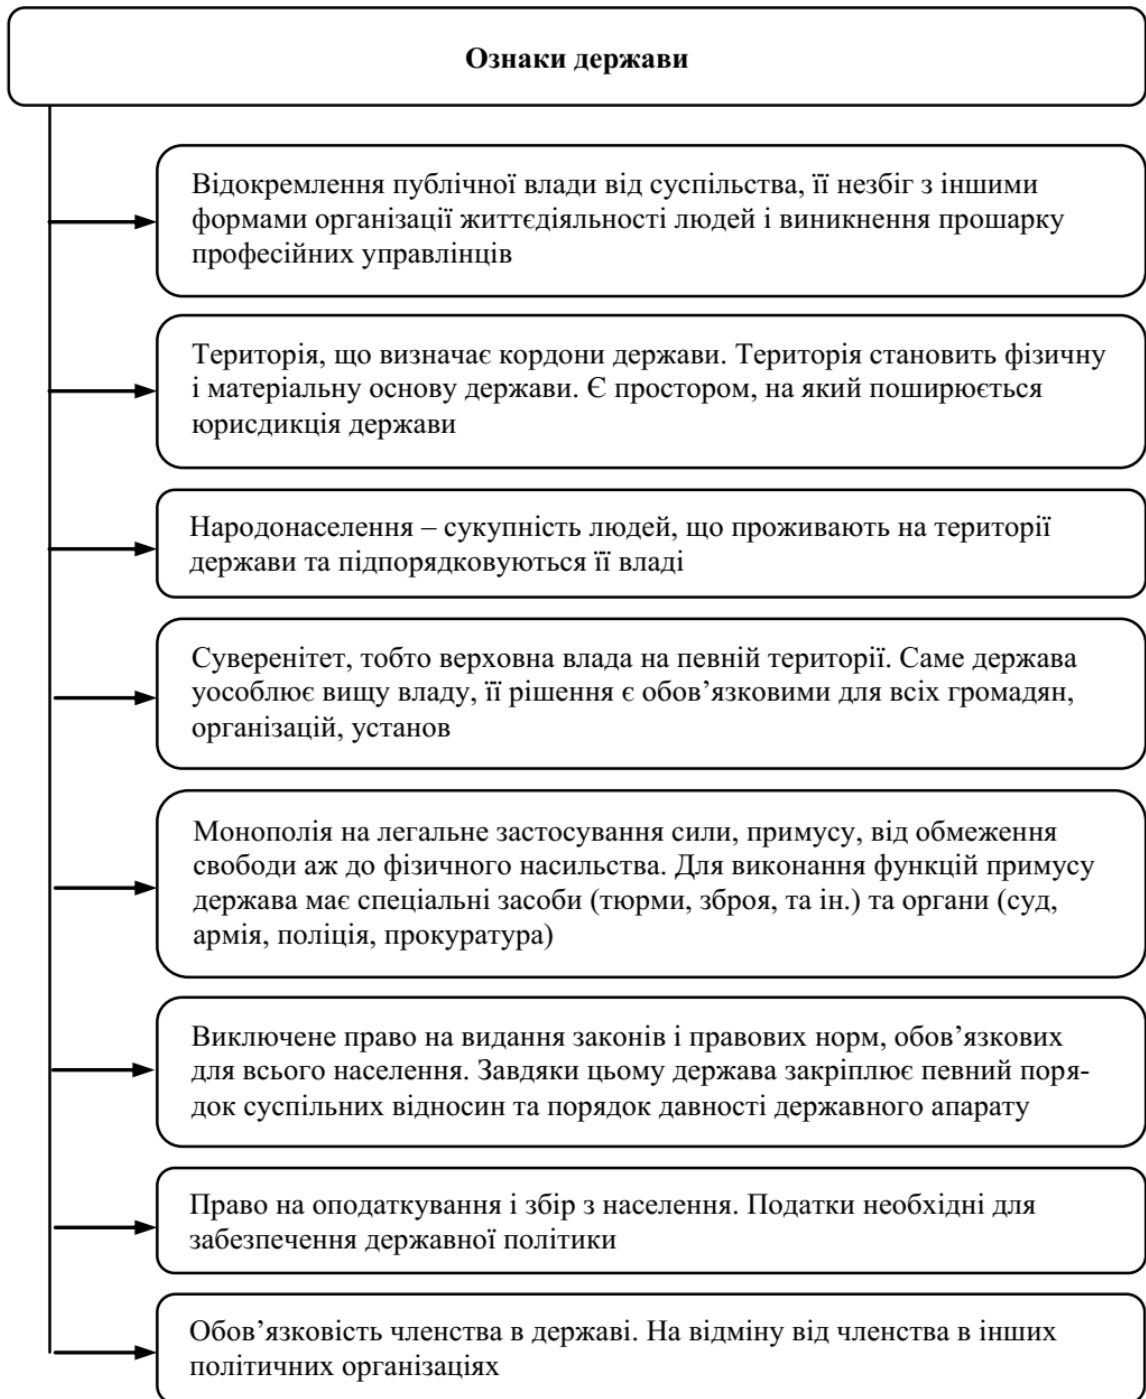 Ознаки держави
Відокремлення публічної влади від суспільства, її незбіг з іншими
формами організації життєдіяльності людей і виникнення прошарку
професійних управлінців
Територія, що визначає кордони держави. Територія становить фізичну
і матеріальну основу держави. Є простором, на який поширюється
юрисдикція держави
Народонаселення – сукупність людей, що проживають на території
держави та підпорядковуються її владі
Суверенітет, тобто верховна влада на певній території. Саме держава
уособлює вищу владу, її рішення є обов’язковими для всіх громадян,
організацій, установ
Монополія на легальне застосування сили, примусу, від обмеження
свободи аж до фізичного насильства. Для виконання функцій примусу
держава має спеціальні засоби (тюрми, зброя, та ін.) та органи (суд,
армія, поліція, прокуратура)
Виключене право на видання законів і правових норм, обов’язкових
для всього населення. Завдяки цьому держава закріплює певний поря-
док суспільних відносин та порядок давності державного апарату
Право на оподаткування і збір з населення. Податки необхідні для
забезпечення державної політики
Обов’язковість членства в державі. На відміну від членства в інших
політичних організаціях